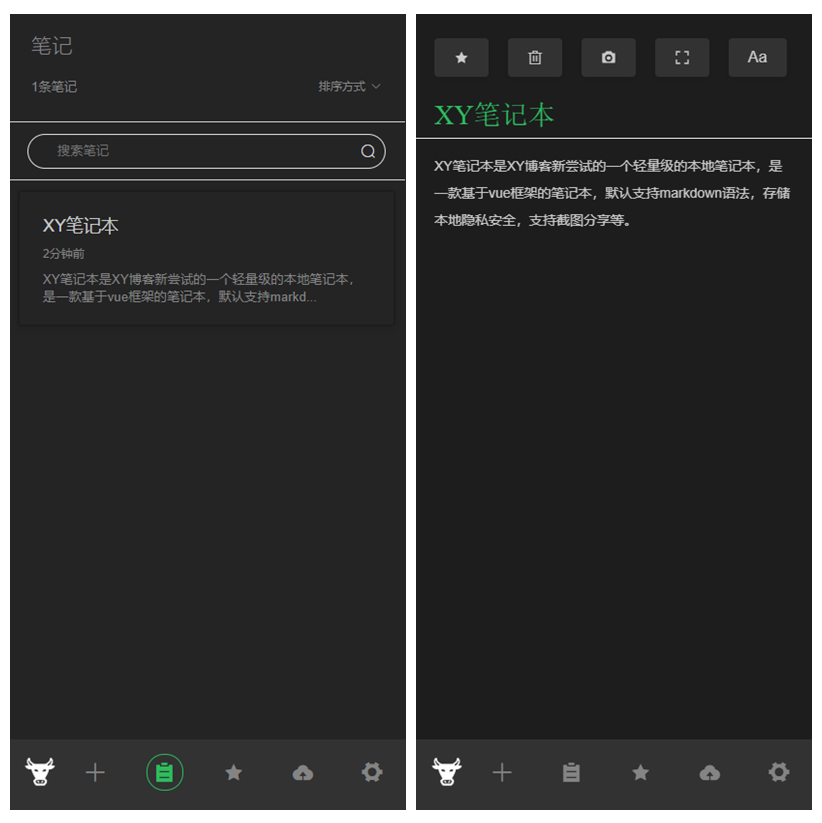 笔记
1条笔记
排序方式
搜索笔记
XY笔记本
2分钟前
XY笔记本是XY博客新尝试的一个轻量级的本地笔记本，
是一款基于vue框架的笔记本，默认支持markd...
Aa
XY笔记本
XY笔记本是XY博客新尝试的一个轻量级的本地笔记本，是
一款基于vue框架的笔记本，默认支持markdown语法，存储
本地隐私安全，支持截图分享等。